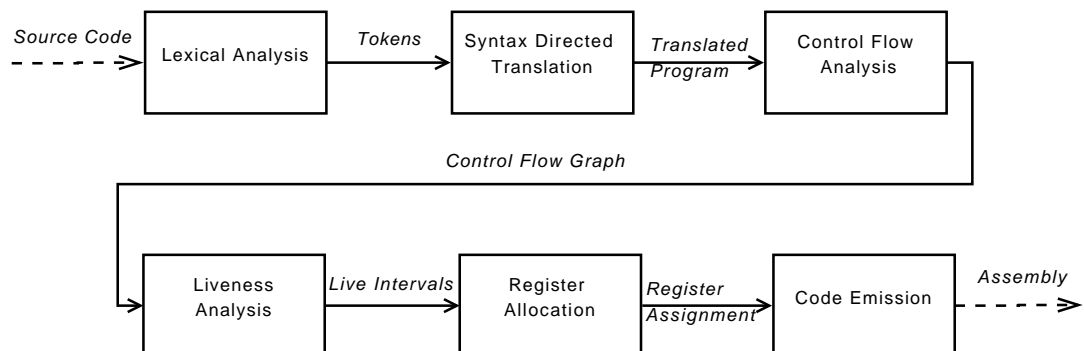 Source Code
Lexical Analysis
Tokens
Syntax Directed
Translation
Translated
Program
Control Flow
Analysis
Control Flow Graph
Liveness
Analysis
Live Intervals
Register
Allocation
Register
Assignment
Code Emission
Assembly